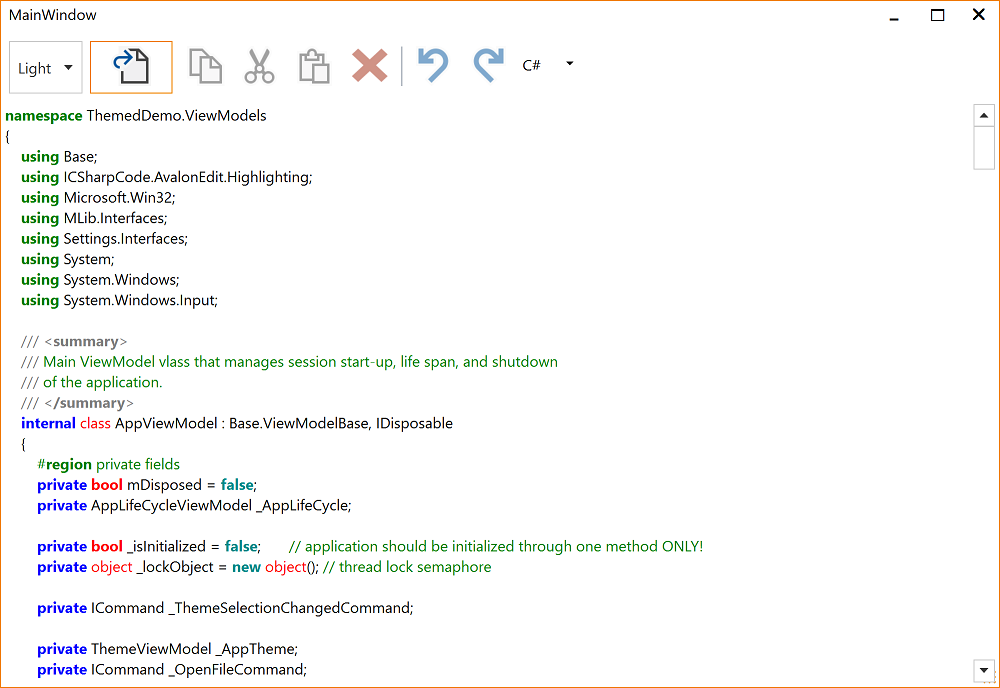 MainWindow
Light
C#
namespace ThemedDemo.ViewModels
{
using Base;
using ICSharpCode.AvalonEdit.Highlighting;
using Microsoft.Win32;
using MLib.Interfaces;
using Settings.Interfaces;
using System;
using System.Windows;
using System.Windows.Input;
/// <summary>
/// Main ViewModel vlass that manages session start-up, life span, and shutdown
/// of the application.
/// </summary>
internal class AppViewModel : Base.ViewModelBase, IDisposable
{
#region private fields
private bool mDisposed = false;
private AppLifeCycleViewModel _AppLifeCycle;
private bool _isInitialized = false; // application should be initialized through one method ONLY!
private object _lockObject = new object(); // thread lock semaphore
private ICommand _ThemeSelectionChangedCommand;
private ThemeViewModel _AppTheme;
private ICommand _OpenFileCommand;